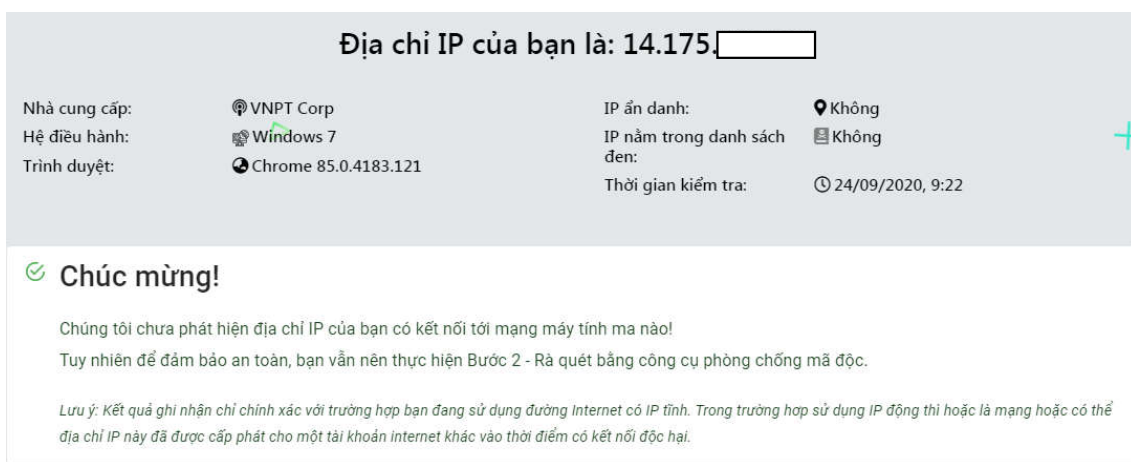 Địa chỉ IP của bạn là: 14.175.
Nhà cung cấp: VNPT Corp
Hệ điều hành: Windows 7
Trình duyệt: Chrome 85.0.4183.121
IP ẩn danh: Không
IP nằm trong danh sách Không
đen:
Thời gian kiểm tra: 24/09/2020, 9:22
Chúc mừng!
Chúng tôi chưa phát hiện địa chỉ IP của bạn có kết nối tới mạng máy tính ma nào!
Tuy nhiên để đảm bảo an toàn, bạn vẫn nên thực hiện Bước 2 - Rà quét bằng công cụ phòng chống mã độc.
Lưu ý: Kết quả ghi nhận chỉ chính xác với trường hợp bạn đang sử dụng đường Internet có IP tĩnh. Trong trường hợp sử dụng IP động thì hoặc là mạng hoặc có thể
địa chỉ IP này đã được cấp phát cho một tài khoản internet khác vào thời điểm có kết nối độc hại.